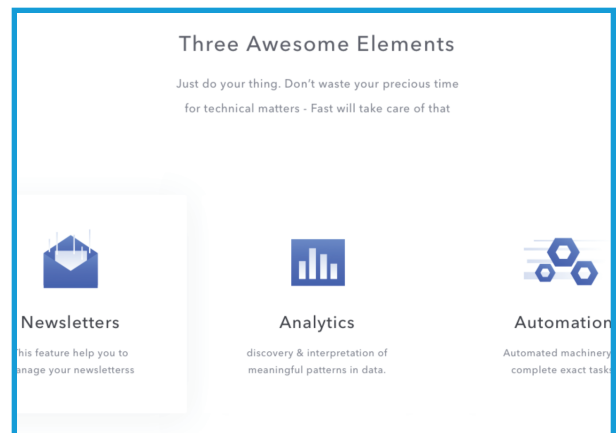 Three Awesome Elements
Just do your thing. Don't waste your precious time
for technical matters - Fast will take care of that
Newsletters
his feature help you to
anage your newsletterss
Analytics
discovery & interpretation of
meaningful patterns in data.
Automation
Automated machinery
complete exact tasks